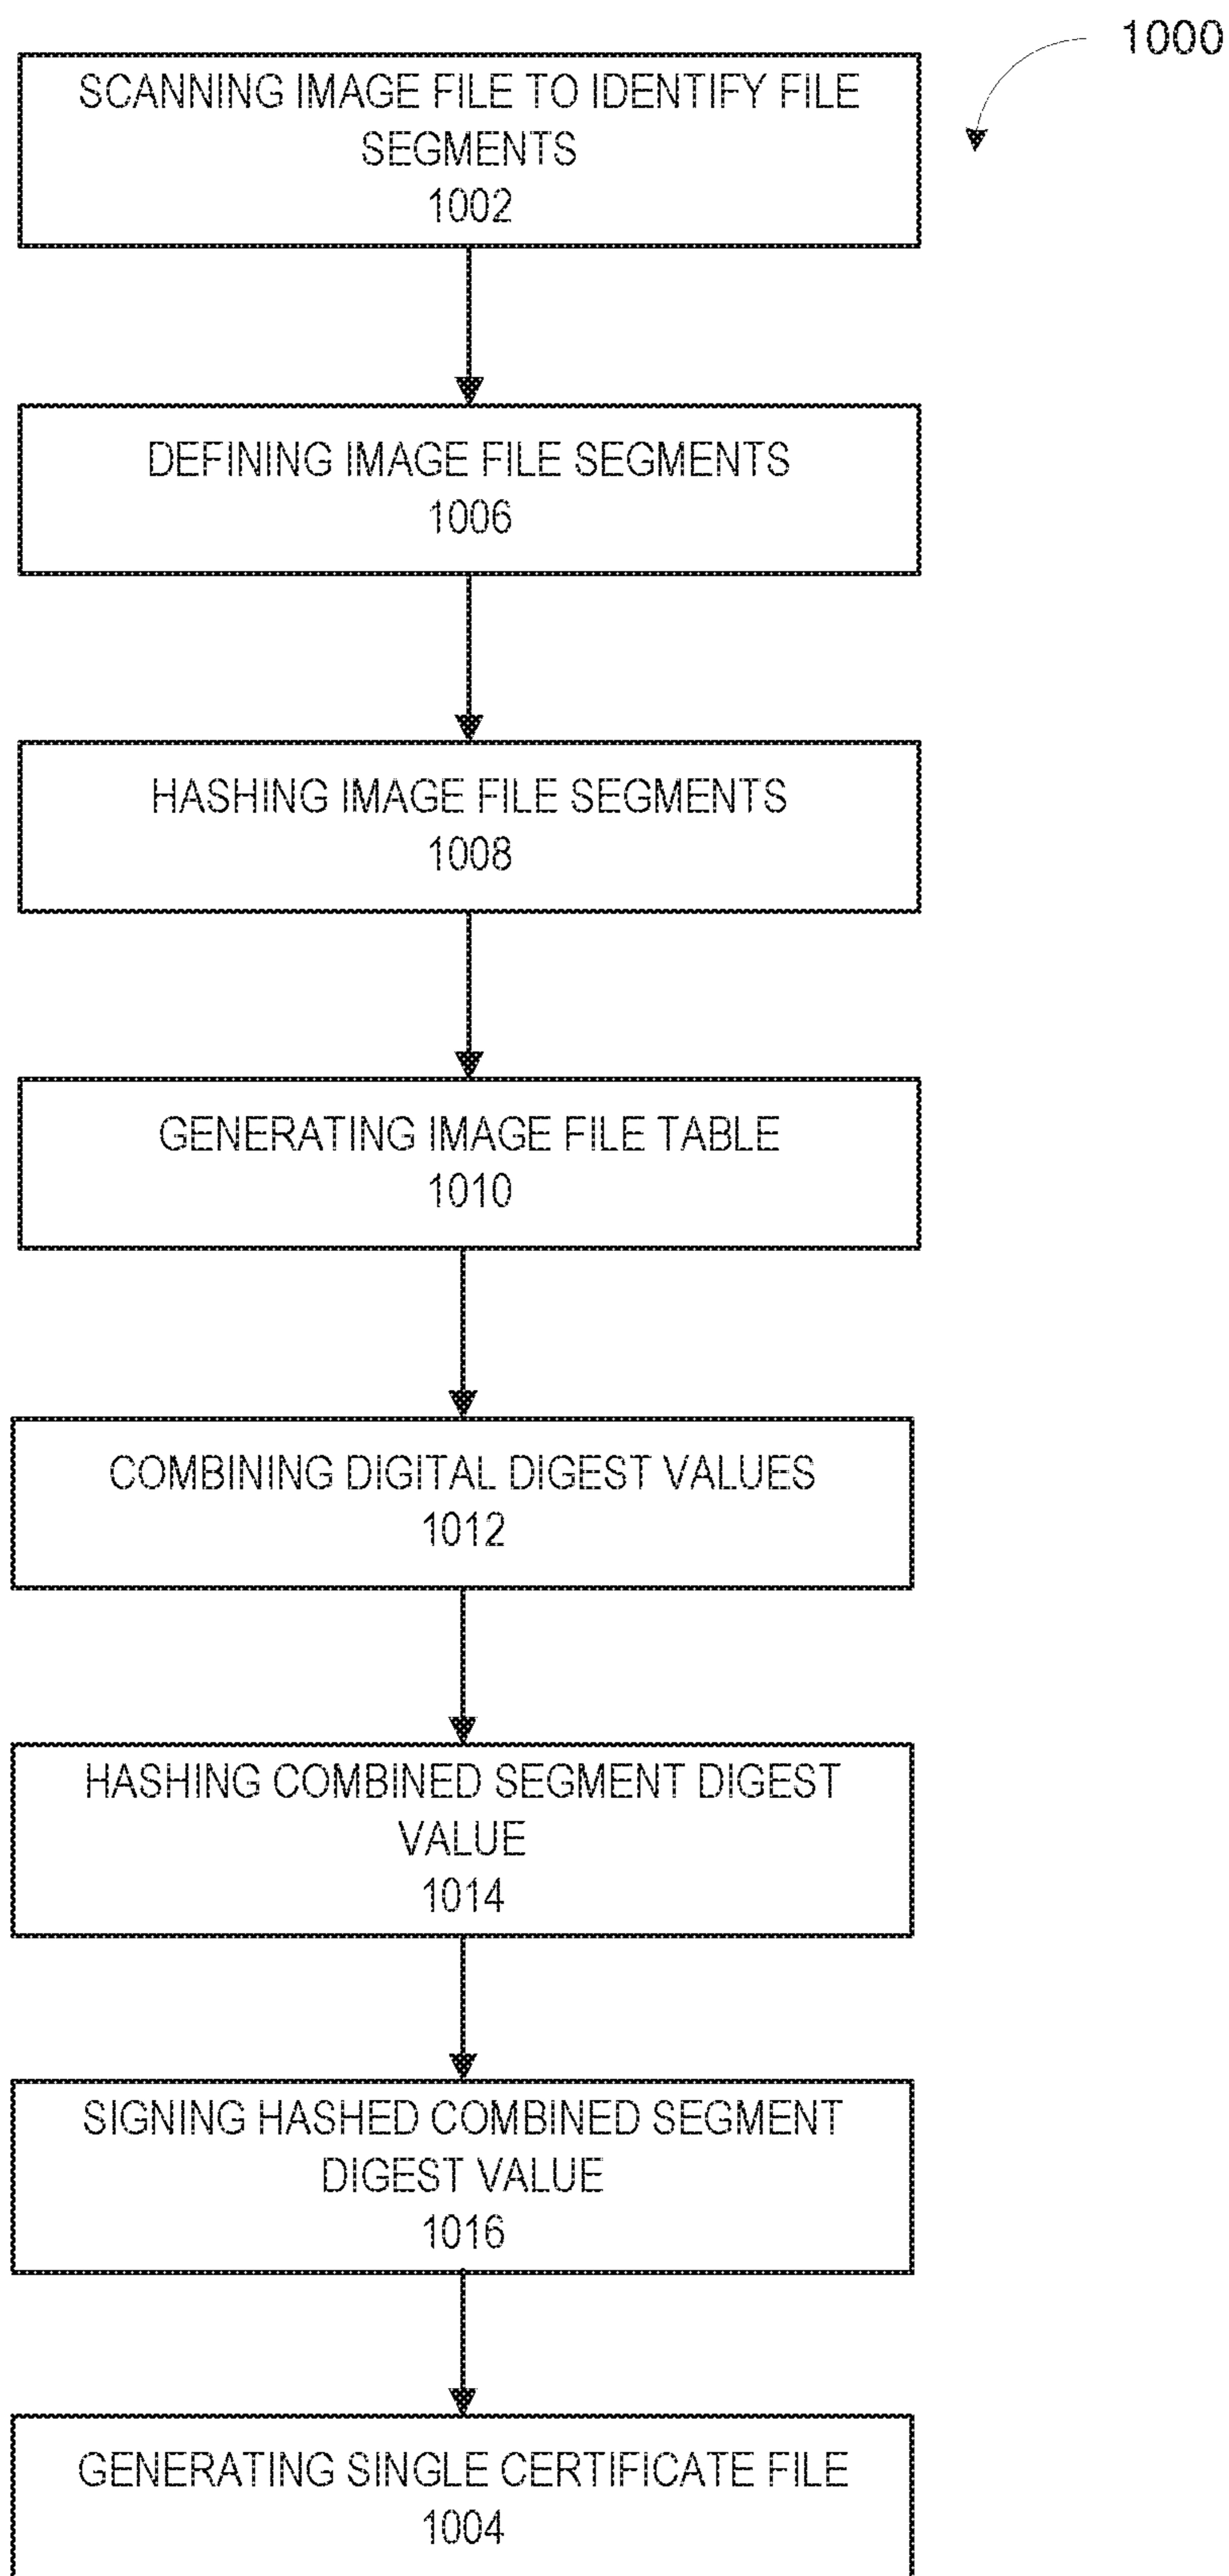 1000
SCANNING IMAGE FILE TO IDENTIFY FILE
SEGMENTS
1002
DEFINING IMAGE FILE SEGMENTS
1006
HASHING IMAGE FILE SEGMENTS
1008
GENERATING IMAGE FILE TABLE
1010
COMBINING DIGITAL DIGEST VALUES
1012
HASHING COMBINED SEGMENT DIGEST
VALUE
1014
SIGNING HASHED COMBINED SEGMENT
DIGEST VALUE
1016
GENERATING SINGLE CERTIFICATE FILE
1004